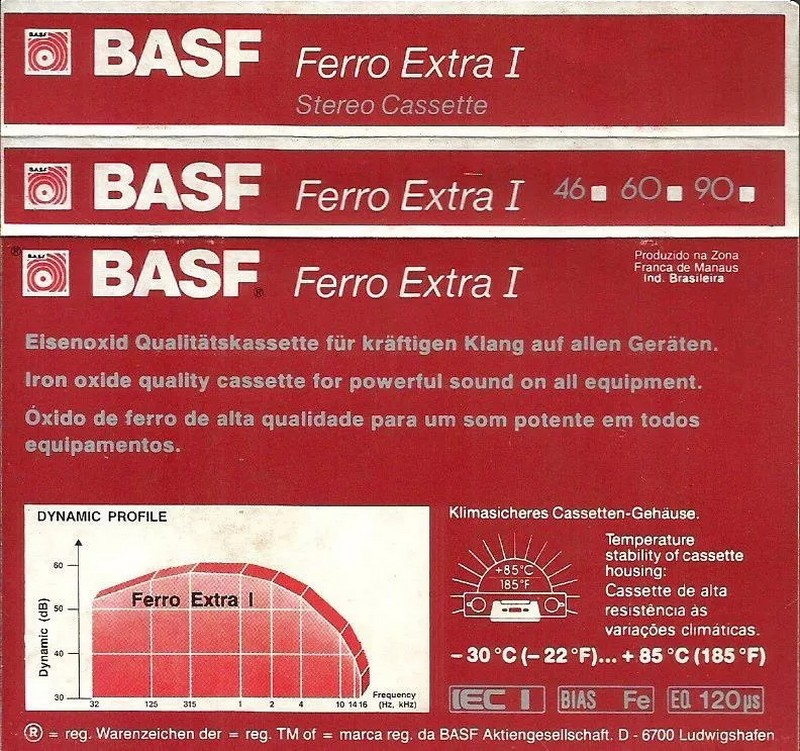 BASF
BASF Ferro Extra I
Stereo Cassette
BASF
BASF Ferro Extra I 46 60 90
® BASF
BASF® Ferro Extra I
Produzido na Zona
Franca de Manaus
Ind. Brasileira
Eisenoxid Qualitätskassette für kräftigen Klang auf allen Geräten.
Iron oxide quality cassette for powerful sound on all equipment.
Óxido de ferro de alta qualidade para um som potente em todos
equipamentos.
DYNAMIC PROFILE
Dynamic (dB)
60
50
40
30
Ferro Extra I
32 125 315 1 2 4 10 14 16
Frequency
(Hz, kHz)
Klimasicheres Cassetten-Gehäuse.
+85°C
185°F
Temperature
stability of cassette
housing:
Cassette de alta
resistência às
variações climáticas.
– 30 °C (– 22 °F)... + 85 °C (185 °F)
IEC I BIAS Fe EQ 120 µs
® = reg. Warenzeichen der = reg. TM of = marca reg. da BASF Aktiengesellschaft. D - 6700 Ludwigshafen